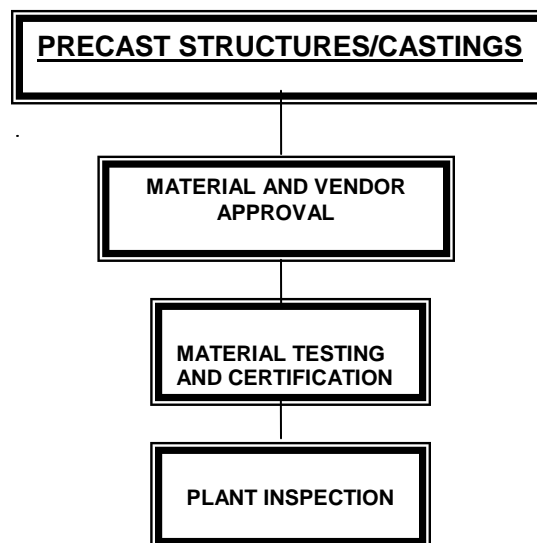 PRECAST STRUCTURES/CASTINGS
.
MATERIAL AND VENDOR
APPROVAL
MATERIAL TESTING
AND CERTIFICATION
PLANT INSPECTION